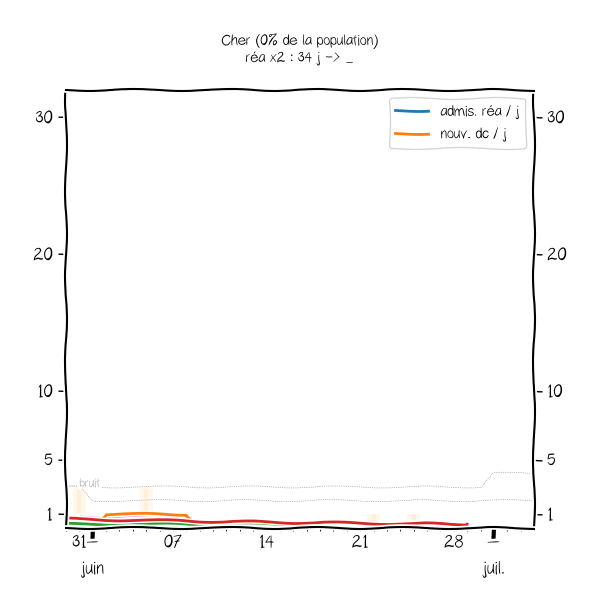 Cher (0% de la population)
réa x2 : 34 j -> _
admis. réa / j
nouv. dc / j
30 30
20 20
10 10
5 5
bruit
1 1
31 07 14 21 28
juin juil.